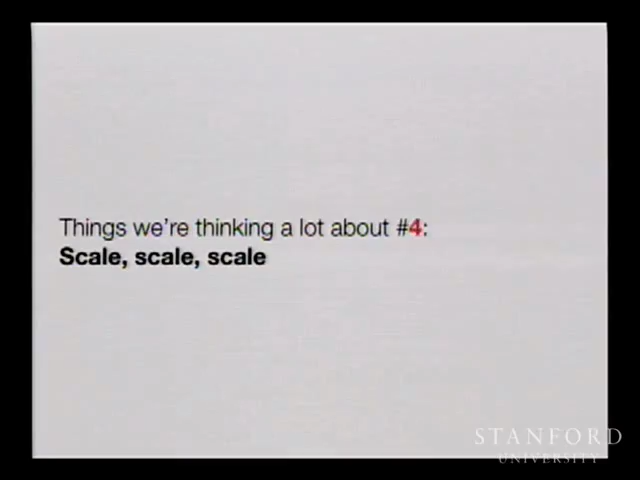 Things we're thinking a lot about #4:
Scale, scale, scale
STANFORD
UNIVERSITY